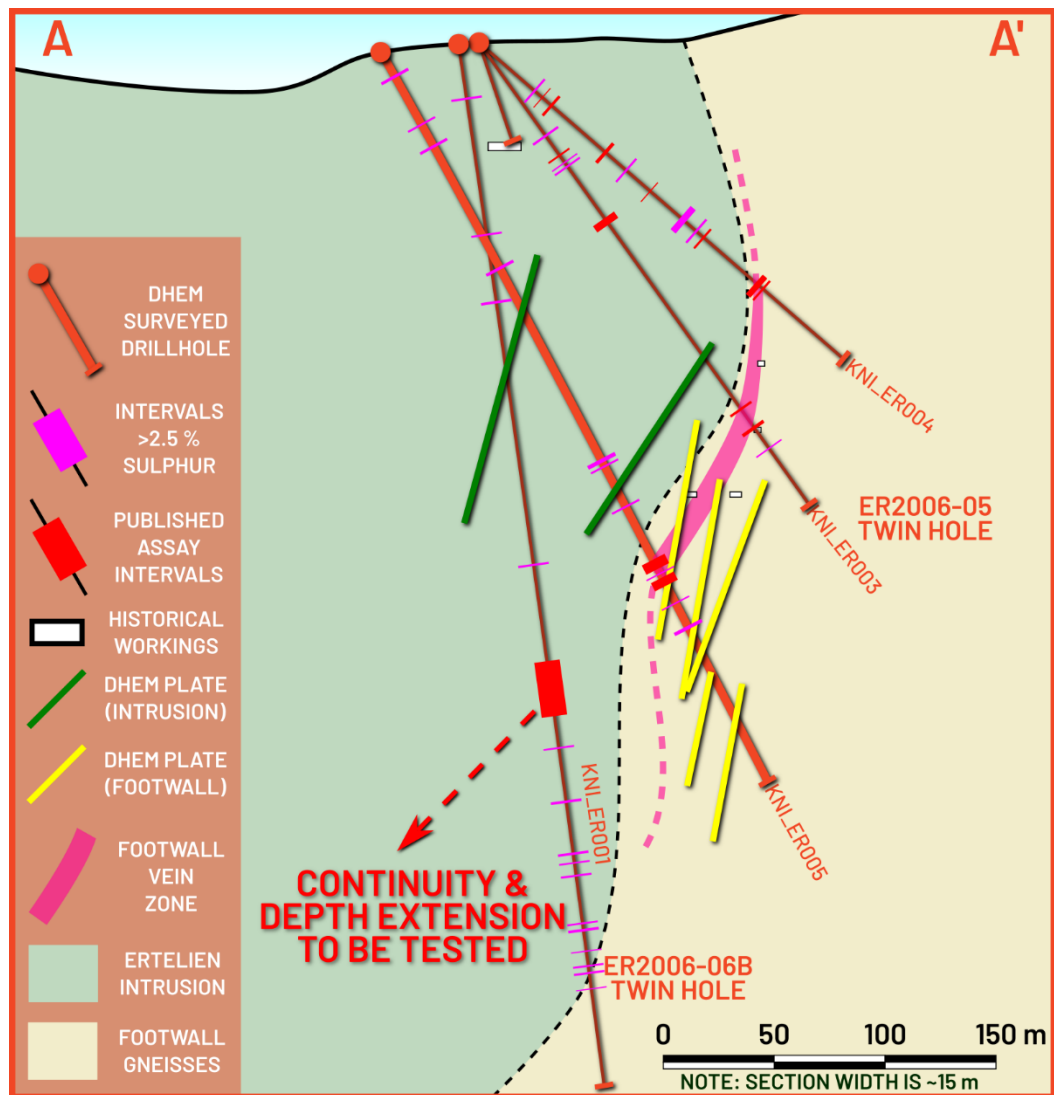 A
A'
DHEM
SURVEYED
DRILLHOLE
INTERVALS
>2.5 %
SULPHUR
PUBLISHED
ASSAY
INTERVALS
HISTORICAL
WORKINGS
DHEM PLATE
(INTRUSION)
DHEM PLATE
(FOOTWALL)
FOOTWALL
VEIN
ZONE
ERTELIEN
INTRUSION
FOOTWALL
GNEISSES
KNI_ER004
ER2006-05
TWIN HOLE
KNI_ER003
KNI_ER001
KNI_ER005
CONTINUITY &
DEPTH EXTENSION
TO BE TESTED
ER2006-06B
TWIN HOLE
0 50 100 150 m
NOTE: SECTION WIDTH IS ~15 m